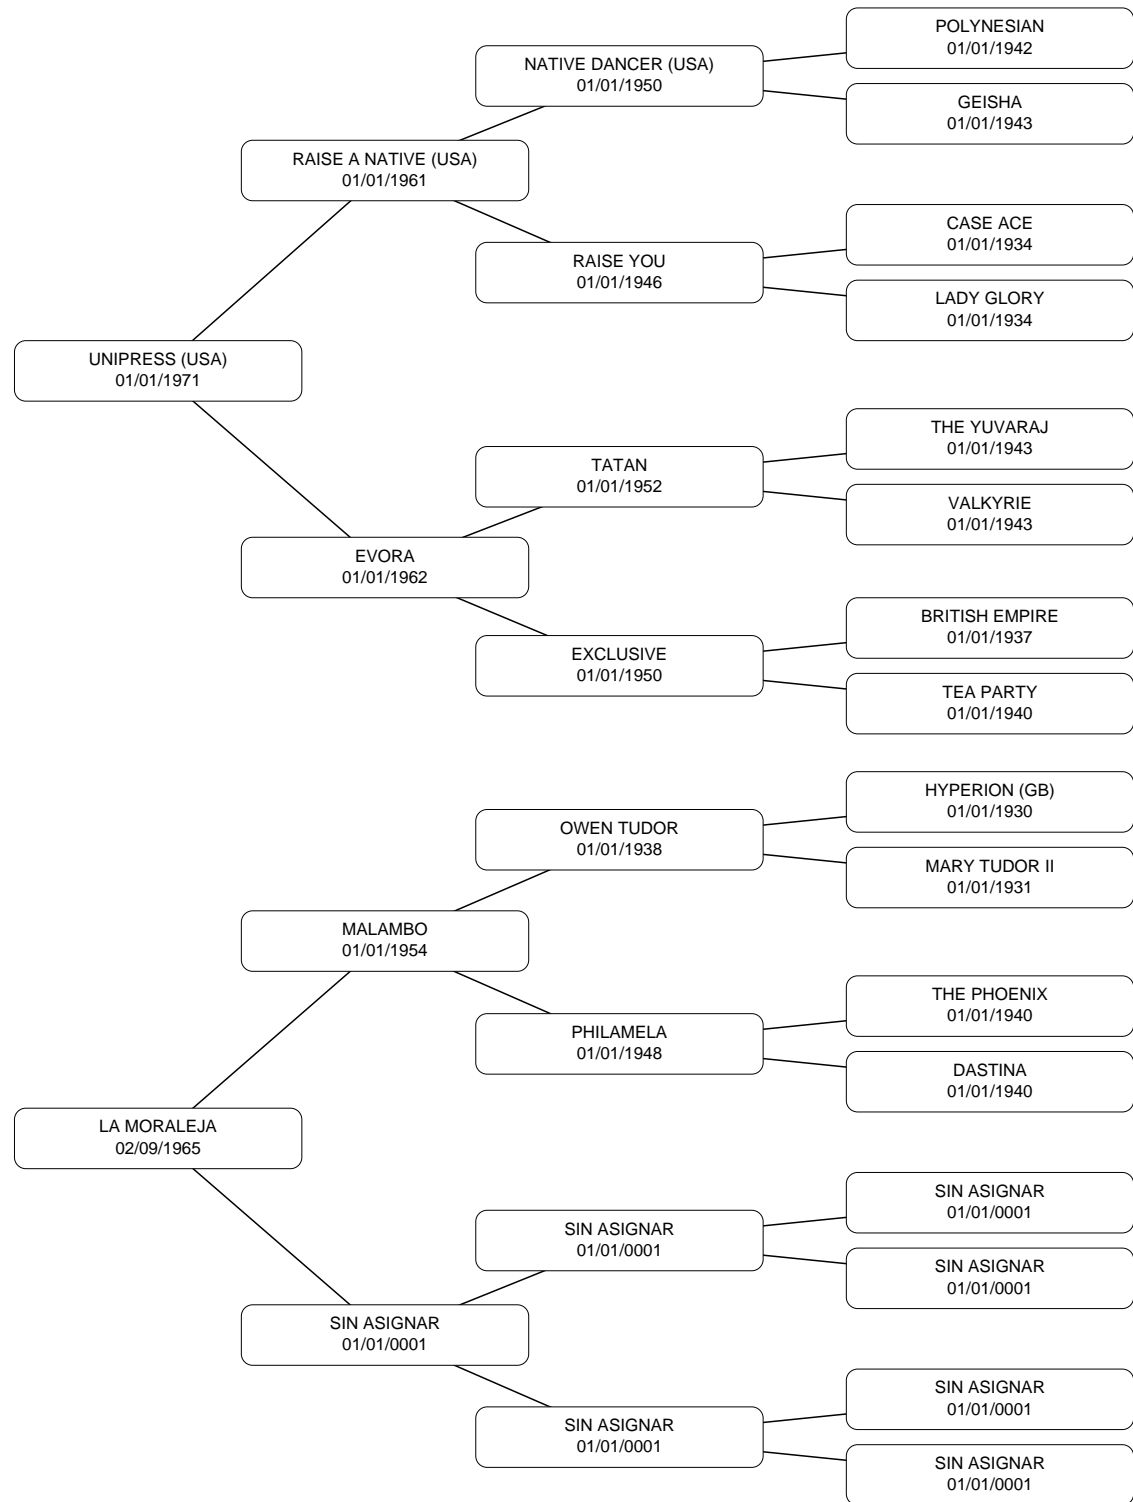 POLYNESIAN
01/01/1942
NATIVE DANCER (USA)
01/01/1950
GEISHA
01/01/1943
RAISE A NATIVE (USA)
01/01/1961
CASE ACE
01/01/1934
RAISE YOU
01/01/1946
LADY GLORY
01/01/1934
UNIPRESS (USA)
01/01/1971
THE YUVARAJ
01/01/1943
TATAN
01/01/1952
VALKYRIE
01/01/1943
EVORA
01/01/1962
BRITISH EMPIRE
01/01/1937
EXCLUSIVE
01/01/1950
TEA PARTY
01/01/1940
HYPERION (GB)
01/01/1930
OWEN TUDOR
01/01/1938
MARY TUDOR II
01/01/1931
MALAMBO
01/01/1954
THE PHOENIX
01/01/1940
PHILAMELA
01/01/1948
DASTINA
01/01/1940
LA MORALEJA
02/09/1965
SIN ASIGNAR
01/01/0001
SIN ASIGNAR
01/01/0001
SIN ASIGNAR
01/01/0001
SIN ASIGNAR
01/01/0001
SIN ASIGNAR
01/01/0001
SIN ASIGNAR
01/01/0001
SIN ASIGNAR
01/01/0001